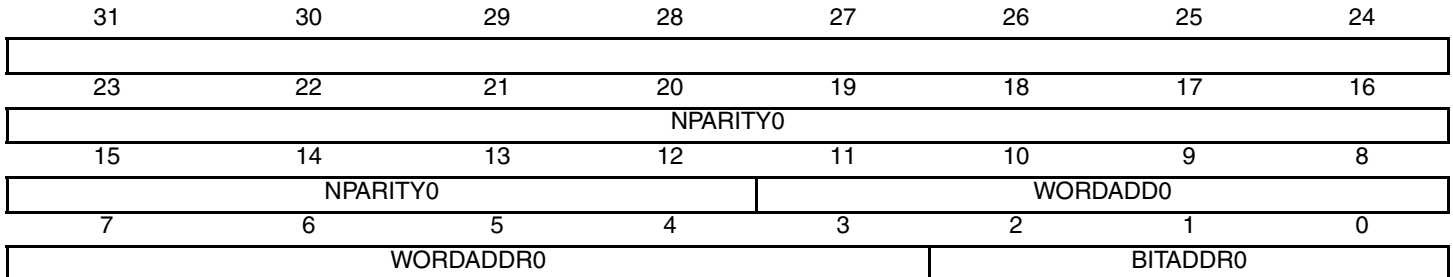 31 30 29 28 27 26 25 24
23 22 21 20 19 18 17 16
NPARITY0
15 14 13 12 11 10 9 8
NPARITY0 WORDADD0
7 6 5 4 3 2 1 0
WORDADDR0 BITADDR0